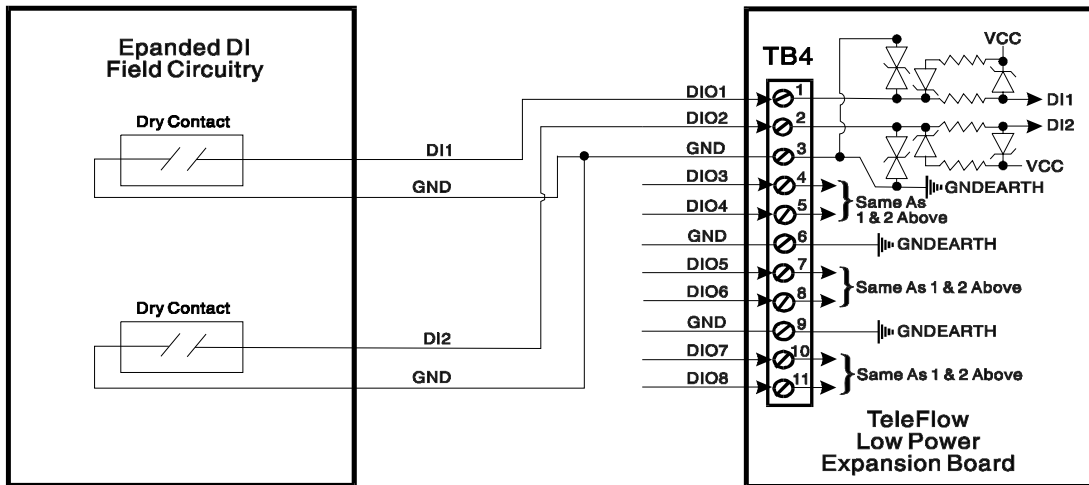 Epanded DI
Field Circuitry
Dry Contact
DI1
GND
Dry Contact
DI2
GND
TB4
VCC
DIO1
1
DI1
DIO2
2
DI2
GND
3
VCC
DIO3
4
GNDEARTH
DIO4
5
Same As
1 & 2 Above
GND
6
GNDEARTH
DIO5
7
DIO6
8
Same As 1 & 2 Above
GND
9
GNDEARTH
DIO7
10
DIO8
11
Same As 1 & 2 Above
TeleFlow
Low Power
Expansion Board